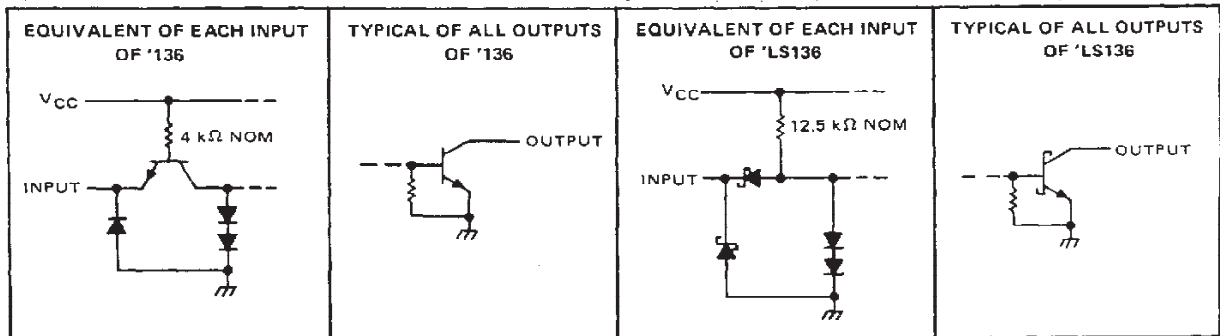 EQUIVALENT OF EACH INPUT
OF '136
VCC
4 kΩ NOM
INPUT
TYPICAL OF ALL OUTPUTS
OF '136
OUTPUT
EQUIVALENT OF EACH INPUT
OF 'LS136
VCC
12.5 kΩ NOM
INPUT
TYPICAL OF ALL OUTPUTS
OF 'LS136
OUTPUT